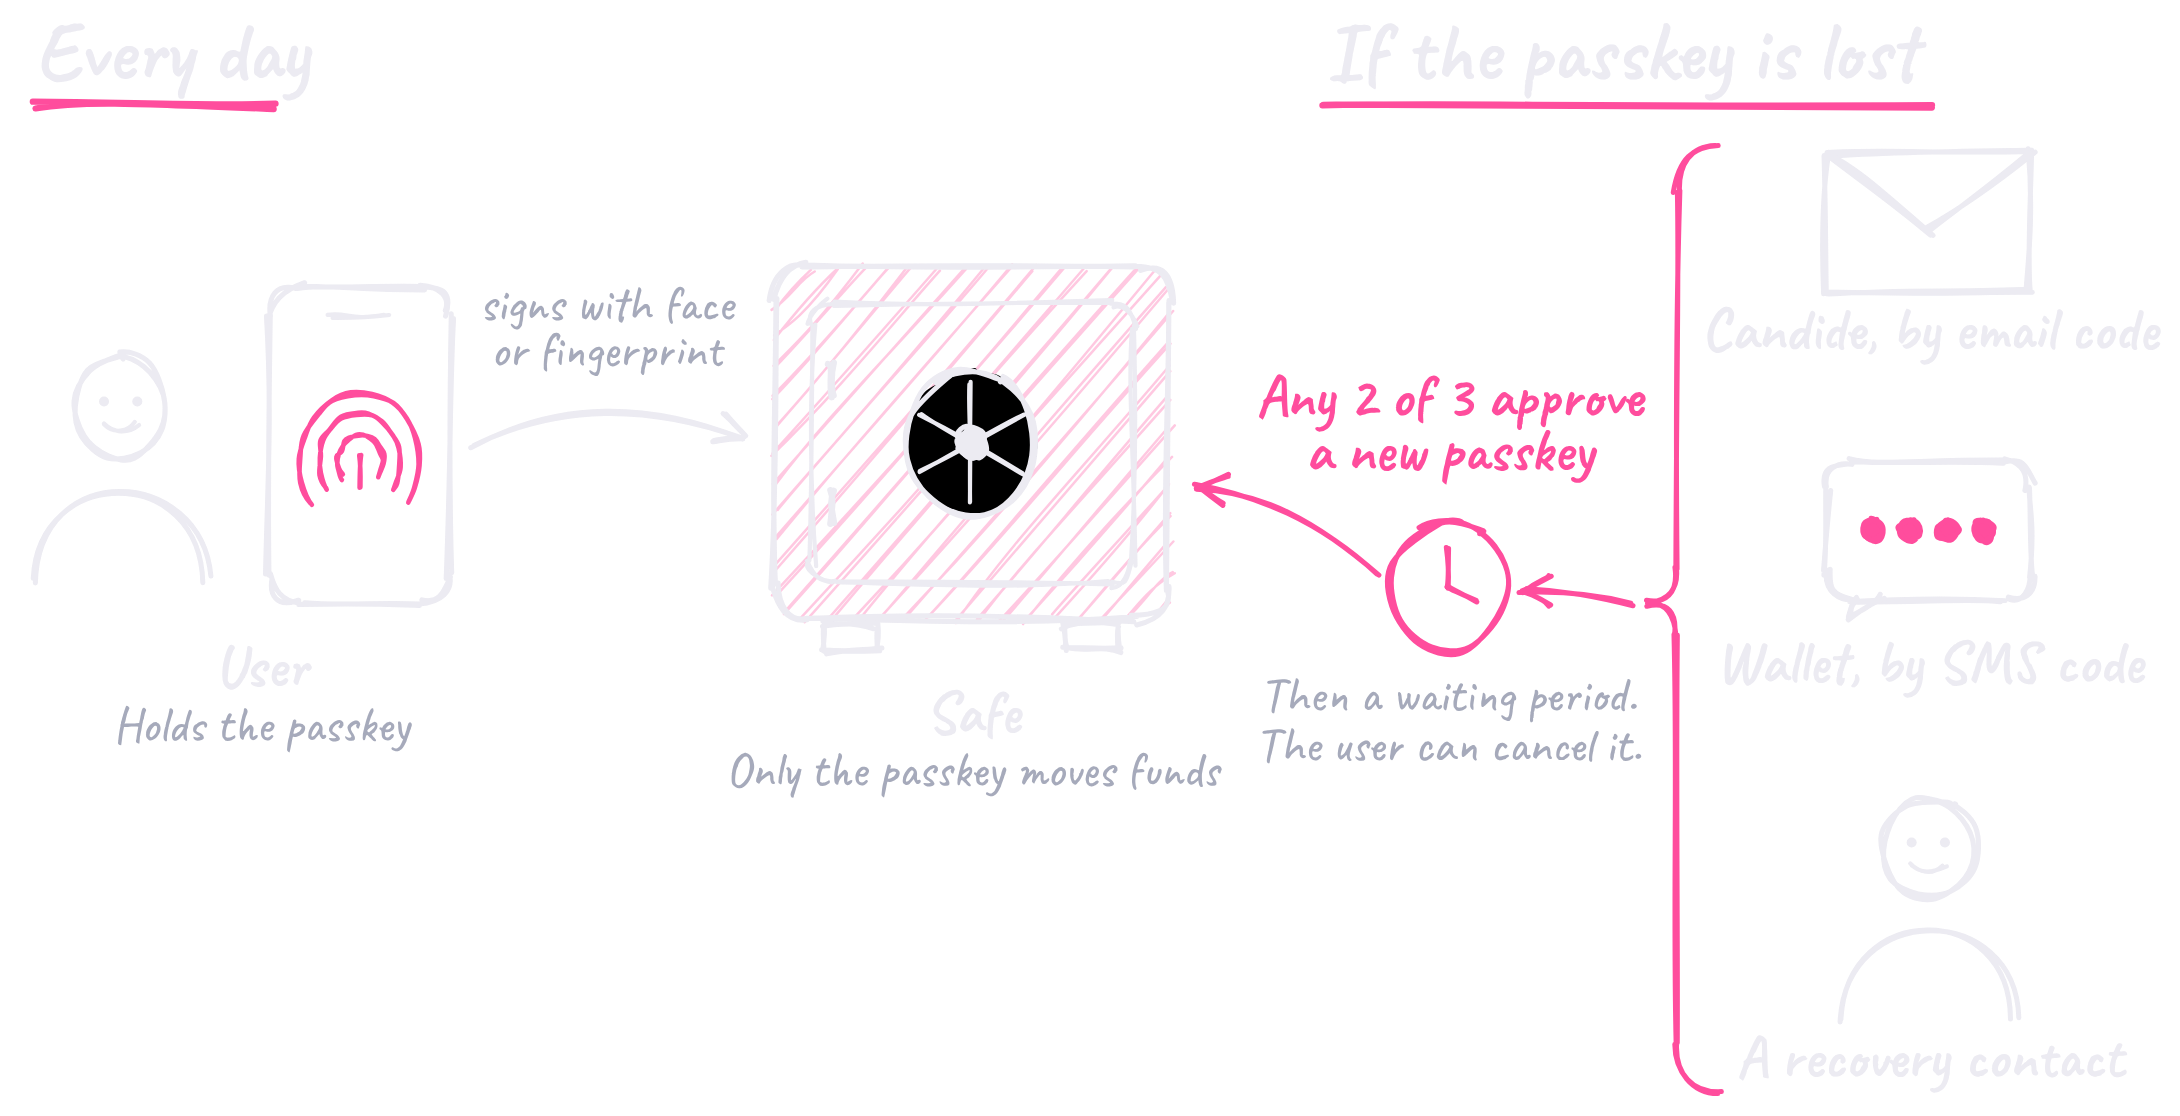 Every day
If the passkey is lost
signs with face
or fingerprint
User
Holds the passkey
Safe
Only the passkey moves funds
Any 2 of 3 approve
a new passkey
Then a waiting period.
The user can cancel it.
Candide, by email code
Wallet, by SMS code
A recovery contact